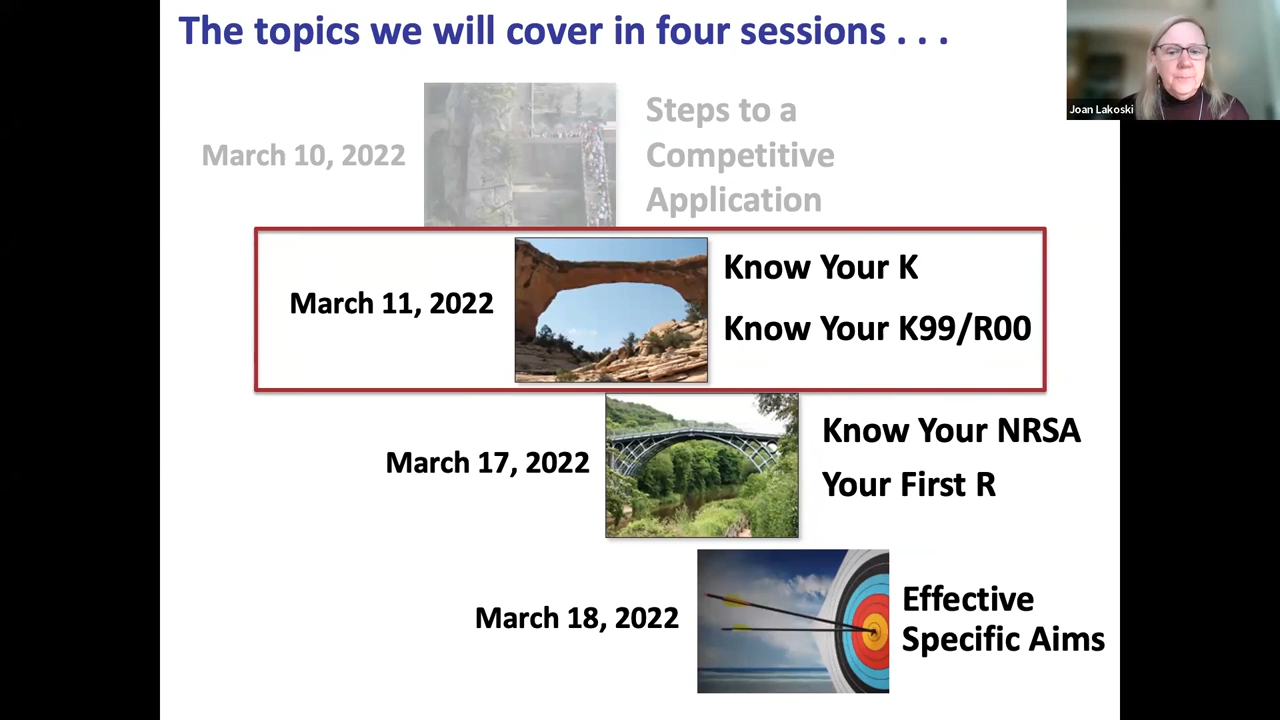 The topics we will cover in four sessions . . .
Joan Lakoski
March 10, 2022
Steps to a
Competitive
Application
March 11, 2022
Know Your K
Know Your K99/R00
March 17, 2022
Know Your NRSA
Your First R
March 18, 2022
Effective
Specific Aims